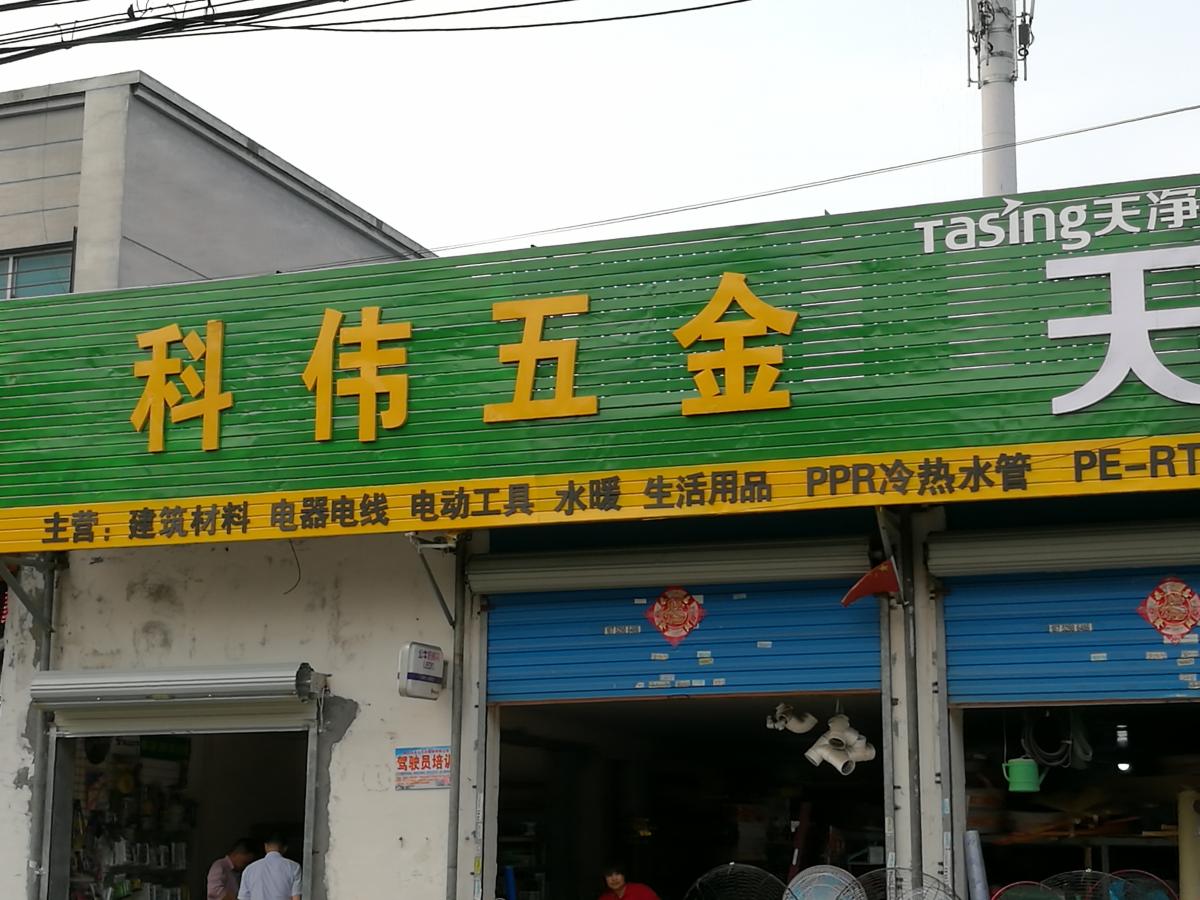 Tasing天净
科伟五金 天
主营：建筑材料 电器电线 电动工具 水暖 生活用品 PPR冷热水管 PE-RT
驾驶员培训